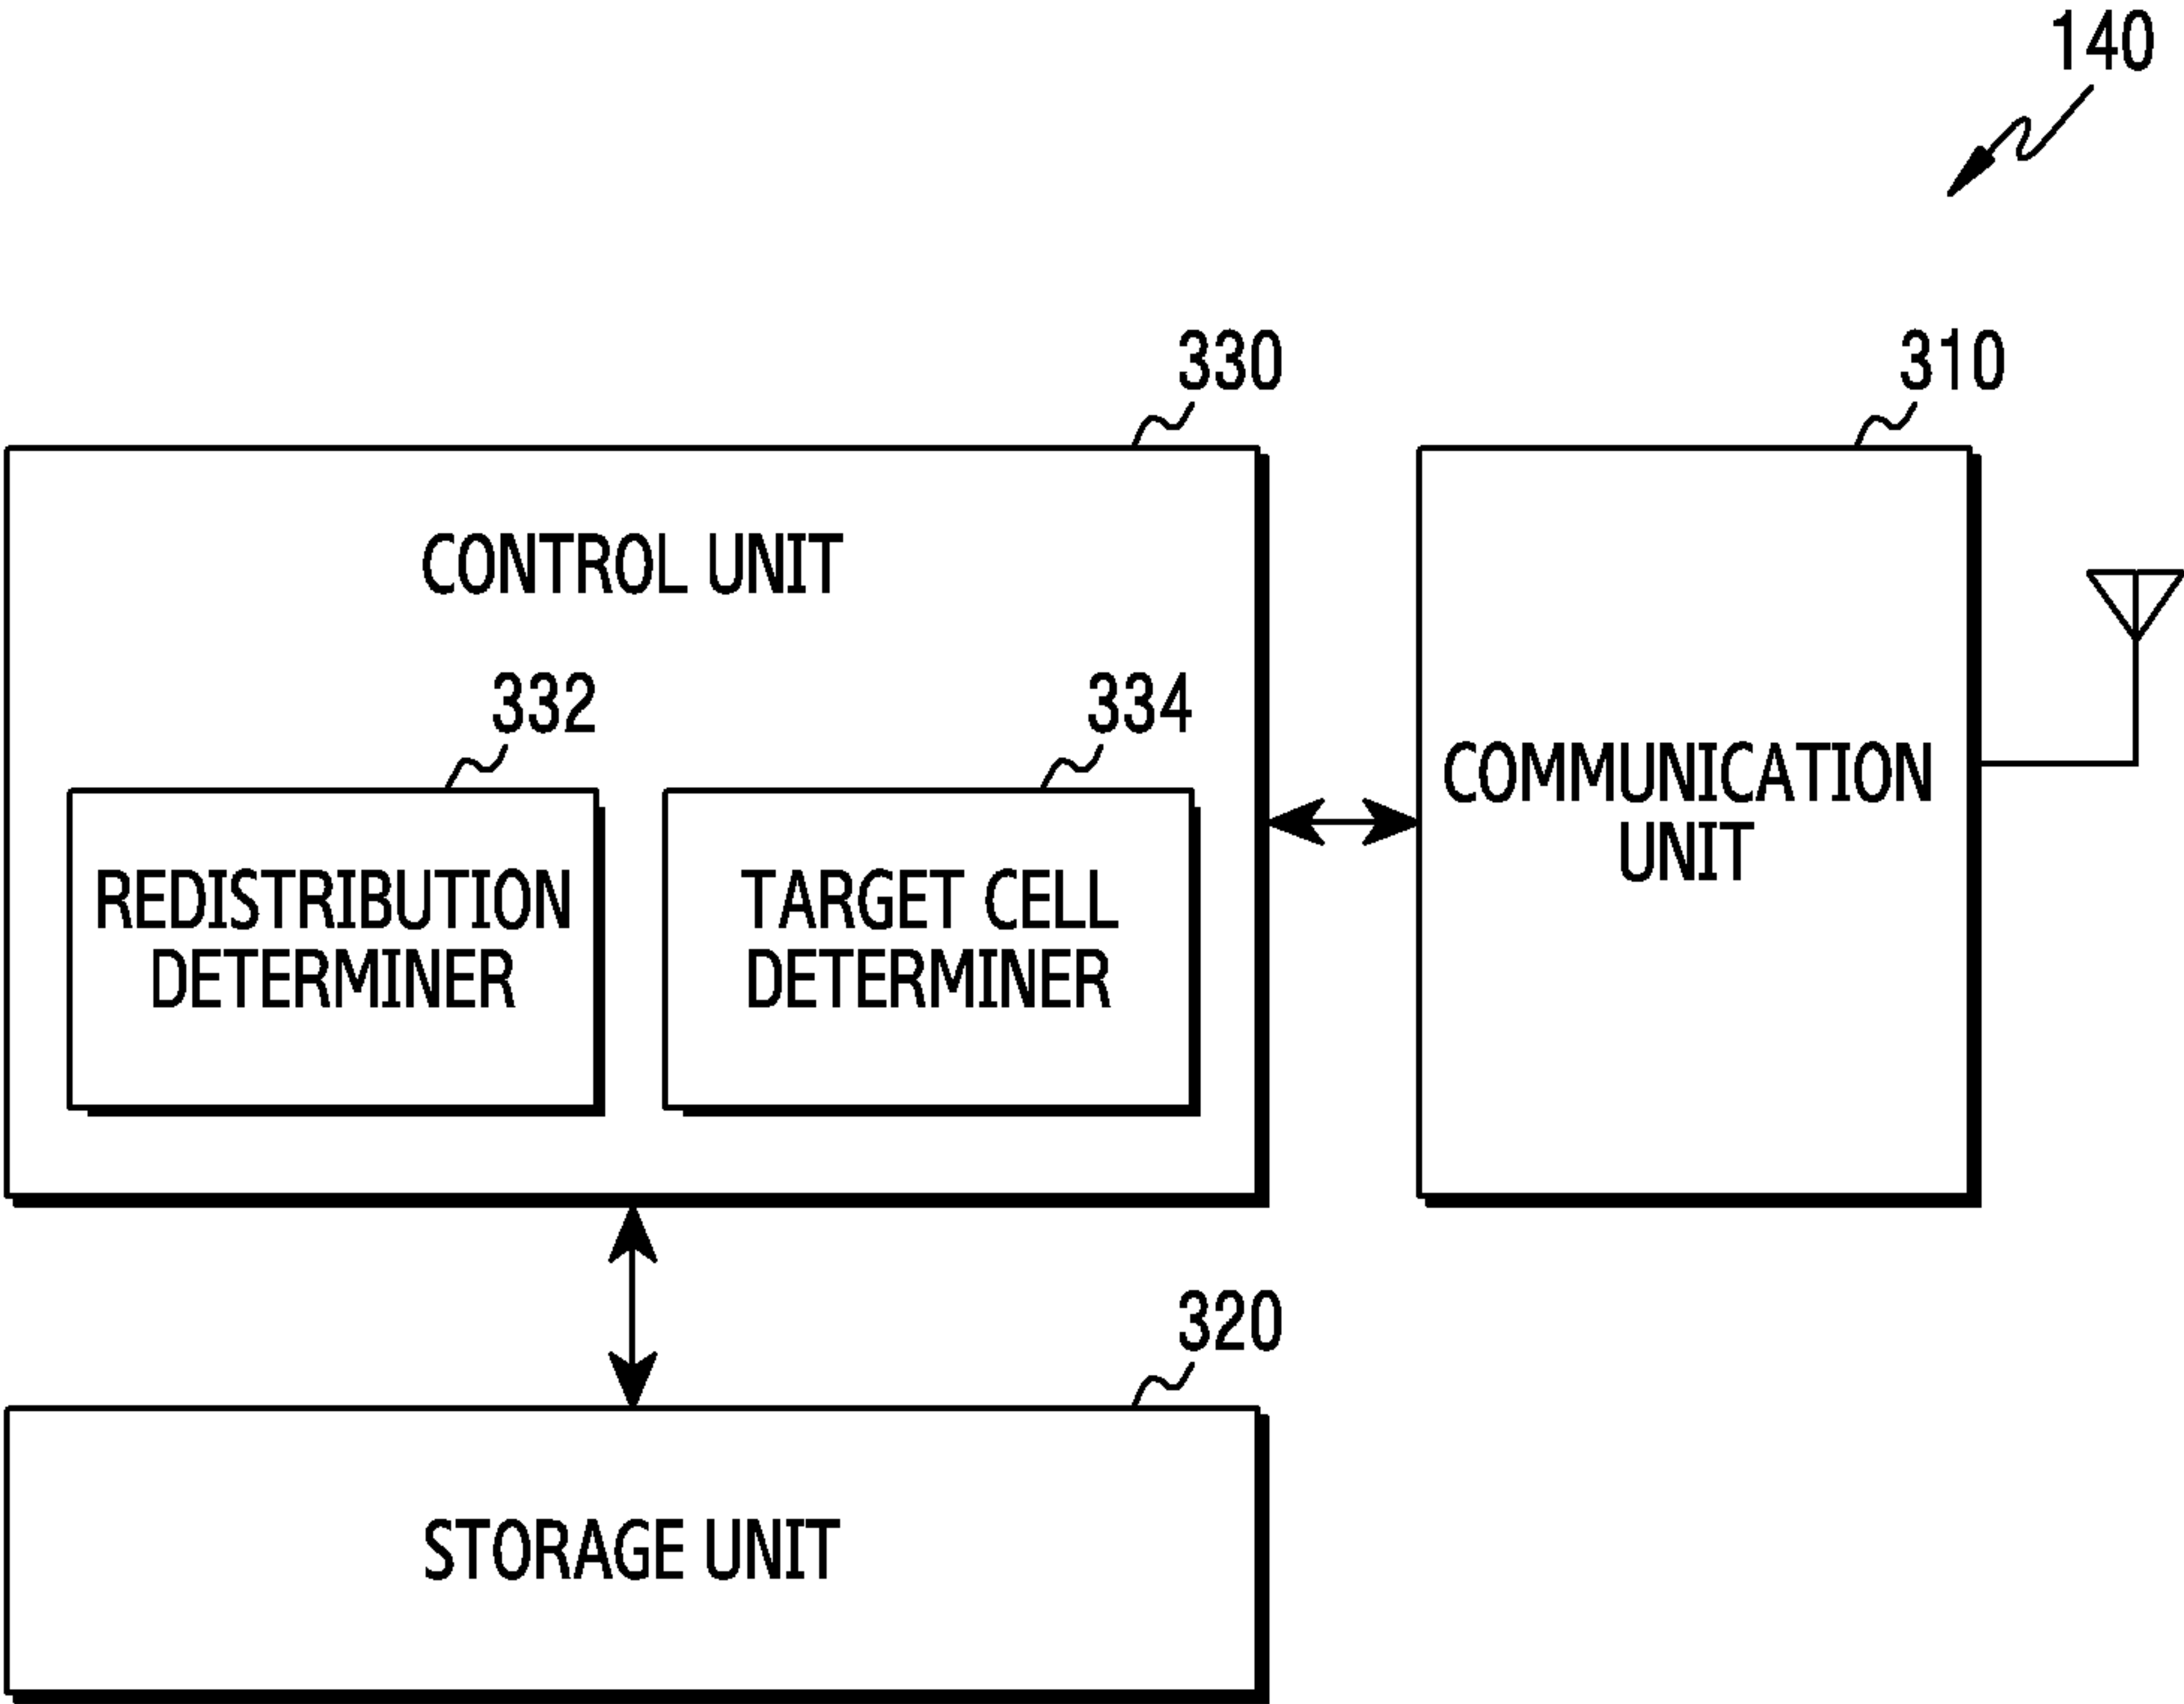 140
330
310
CONTROL UNIT
332
334
COMMUNICATION
UNIT
REDISTRIBUTION
DETERMINER
TARGET CELL
DETERMINER
320
STORAGE UNIT